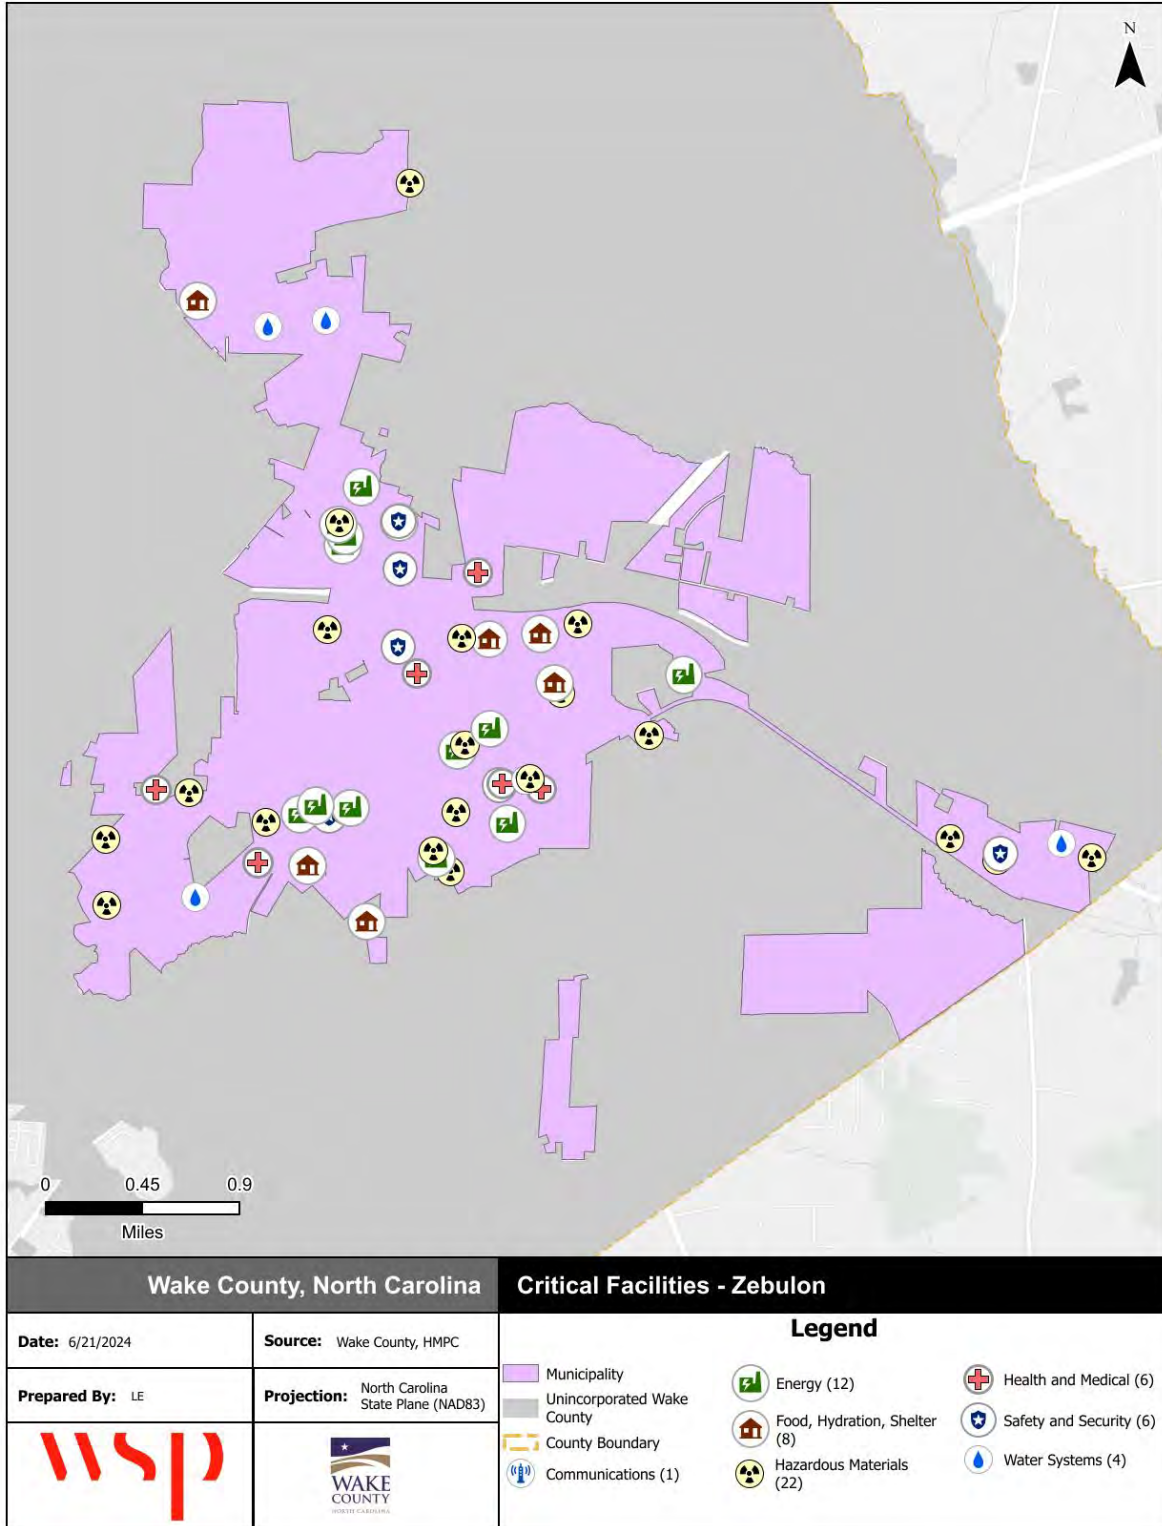 N
0 0.45 0.9
Miles
Wake County, North Carolina
Critical Facilities - Zebulon
Date: 6/21/2024
Source: Wake County, HMPC
Prepared By: LE
Projection: North Carolina
State Plane (NAD83)
wsp
WAKE
COUNTY
NORTH CAROLINA
Legend
Municipality
Unincorporated Wake
County
County Boundary
Communications (1)
Energy (12)
Food, Hydration, Shelter
(8)
Hazardous Materials
(22)
Health and Medical (6)
Safety and Security (6)
Water Systems (4)